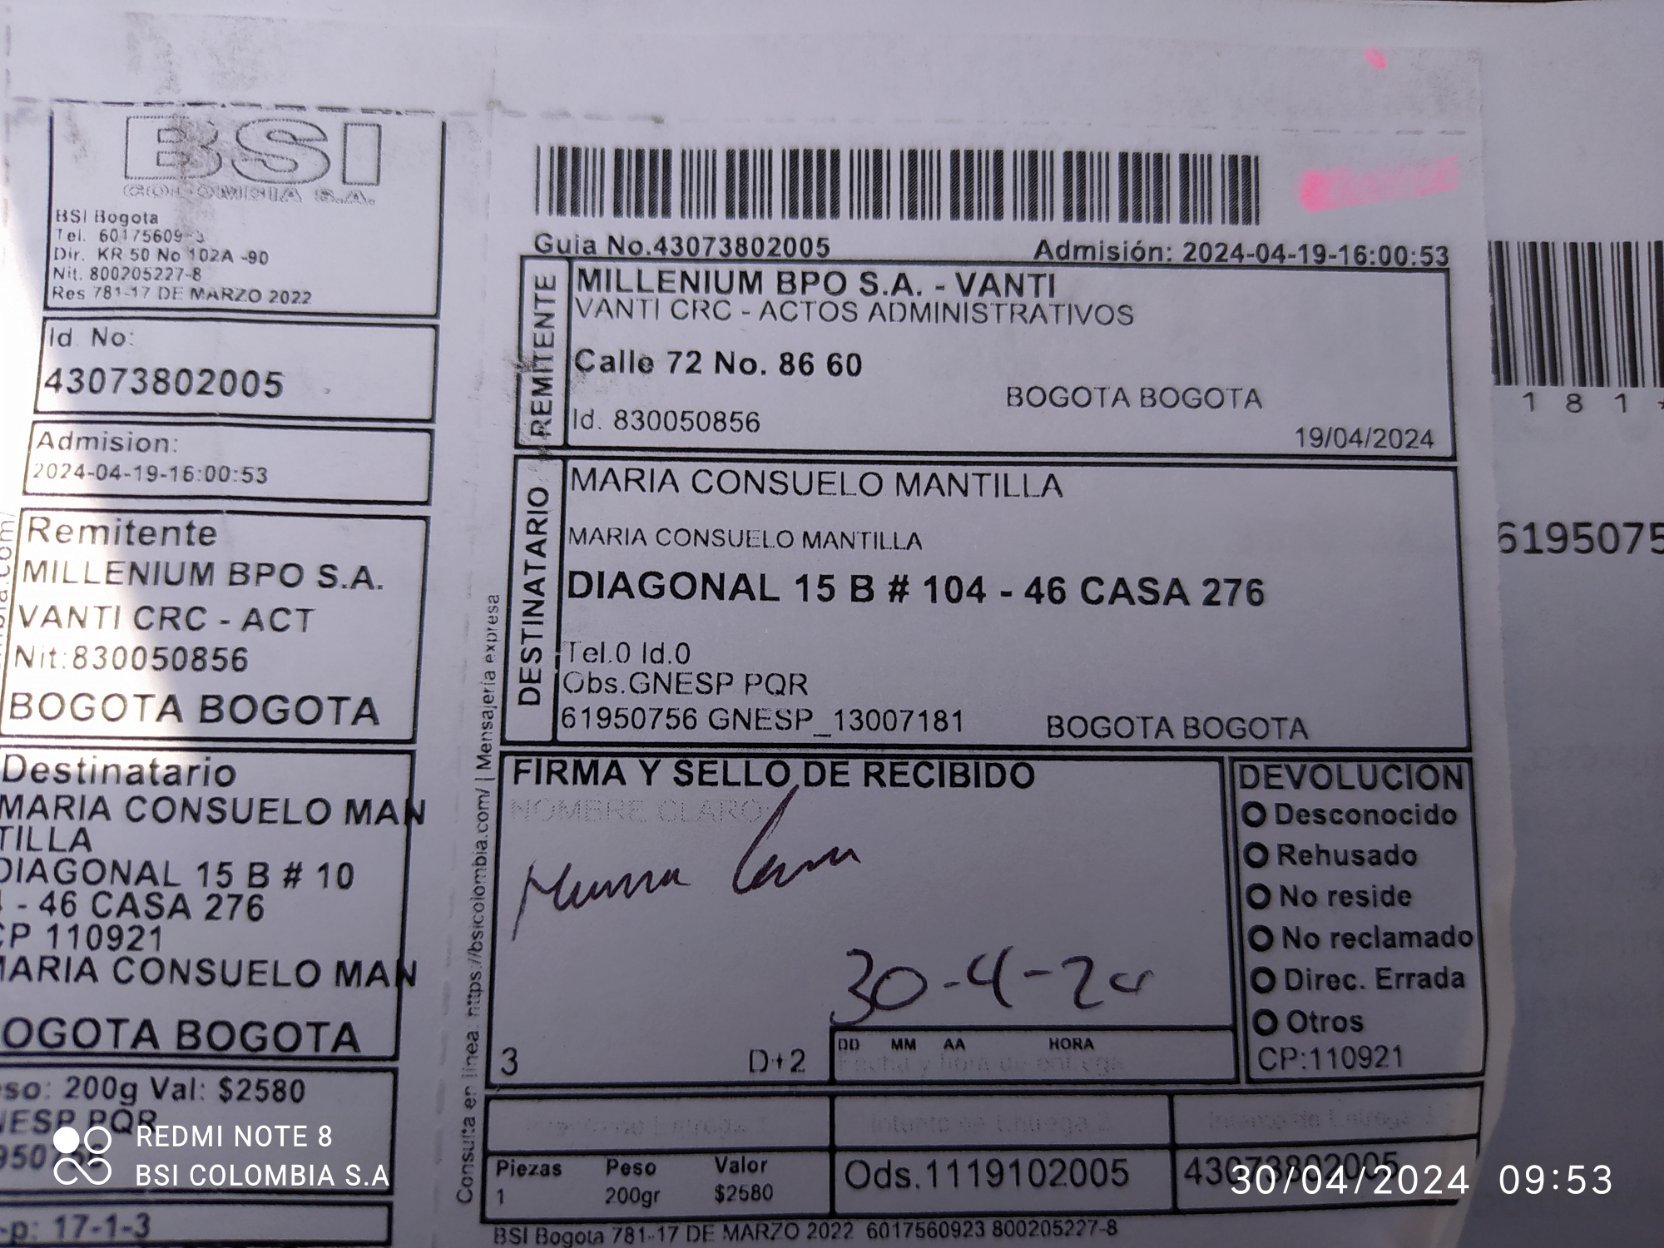 BSI
COLOMBIA S.A.
BSI Bogota
Dir. KR 50 No 102A -90
Nit. 800205227-8
Res 781-17 DE MARZO 2022
Id. No:
43073802005
Admision:
2024-04-19-16:00:53
Remitente
MILLENIUM BPO S.A.
VANTI CRC - ACT
Nit:830050856
BOGOTA BOGOTA
Destinatario
MARIA CONSUELO MAN
TILLA
DIAGONAL 15 B # 10
- 46 CASA 276
CP 110921
MARIA CONSUELO MAN
OGOTA BOGOTA
so: 200g Val: $2580
NESP PQR
-p: 17-1-3
Consulta en linea. https://bsicolombia.com/ | Mensajeria expresa
Guia No.43073802005 Admisión: 2024-04-19-16:00:53
REMITENTE
MILLENIUM BPO S.A. - VANTI
VANTI CRC - ACTOS ADMINISTRATIVOS
Calle 72 No. 86 60
BOGOTA BOGOTA
Id. 830050856
19/04/2024
DESTINATARIO
MARIA CONSUELO MANTILLA
MARIA CONSUELO MANTILLA
DIAGONAL 15 B # 104 - 46 CASA 276
Tel.0 Id.0
Obs.GNESP PQR
61950756 GNESP_13007181 BOGOTA BOGOTA
FIRMA Y SELLO DE RECIBIDO
NOMBRE CLARO:
30-4-24
3 D+2
DD MM AA HORA
Fecha y hora de entrega
DEVOLUCION
Desconocido
Rehusado
No reside
No reclamado
Direc. Errada
Otros
CP:110921
Intento de Entrega 2
Piezas Peso Valor
1 200gr $2580
Ods.1119102005
43073802005
BSI Bogota 781-17 DE MARZO 2022 6017560923 800205227-8
1 8 1
6195075
REDMI NOTE 8
BSI COLOMBIA S.A
30/04/2024 09:53